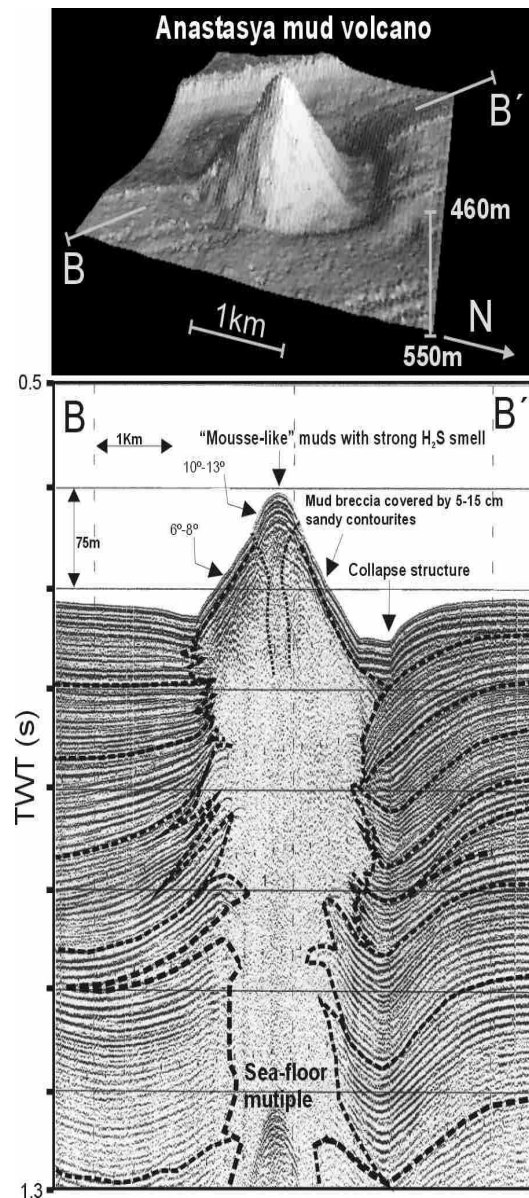 Anastasya mud volcano
B´
460m
B
1km
N
550m
0.5
B
B´
1Km
“Mousse-like” muds with strong H₂S smell
10º-13º
Mud breccia covered by 5-15 cm
sandy contourites
6º-8º
75m
Collapse structure
TWT (s)
Sea-floor
mutiple
1.3